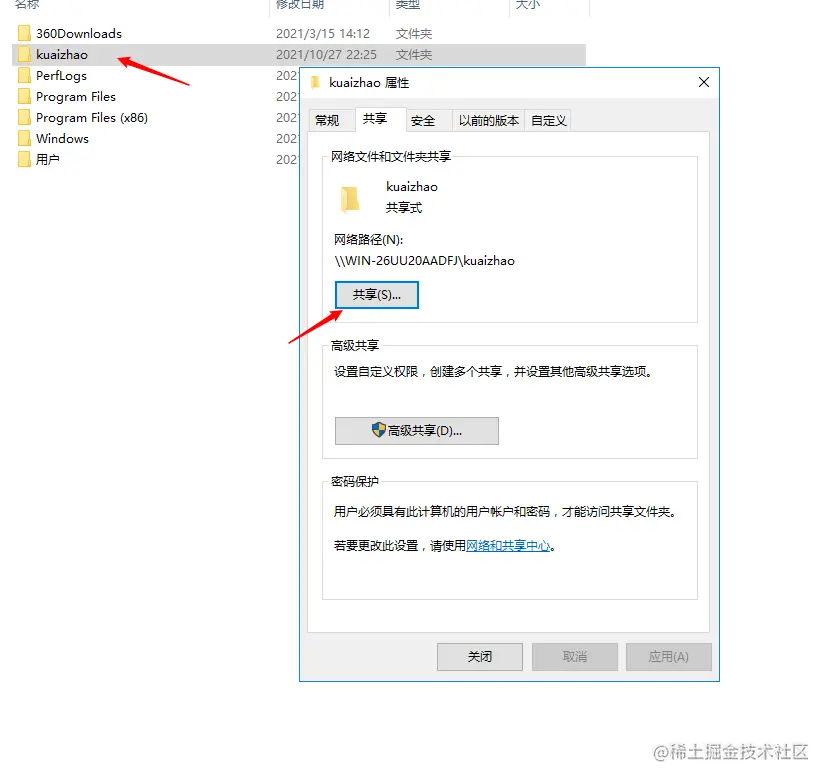 名称 修改日期 类型 大小
360Downloads 2021/3/15 14:12 文件夹
kuaizhao 2021/10/27 22:25 文件夹
PerfLogs 202
Program Files 202
Program Files (x86) 202
Windows 202
用户 202
kuaizhao 属性
常规 共享 安全 以前的版本 自定义
网络文件和文件夹共享
kuaizhao
共享式
网络路径(N):
\\WIN-26UU20AADFJ\kuaizhao
共享(S)...
高级共享
设置自定义权限，创建多个共享，并设置其他高级共享选项。
高级共享(D)...
密码保护
用户必须具有此计算机的用户帐户和密码，才能访问共享文件夹。
若要更改此设置，请使用网络和共享中心。
关闭 取消 应用(A)
@稀土掘金技术社区